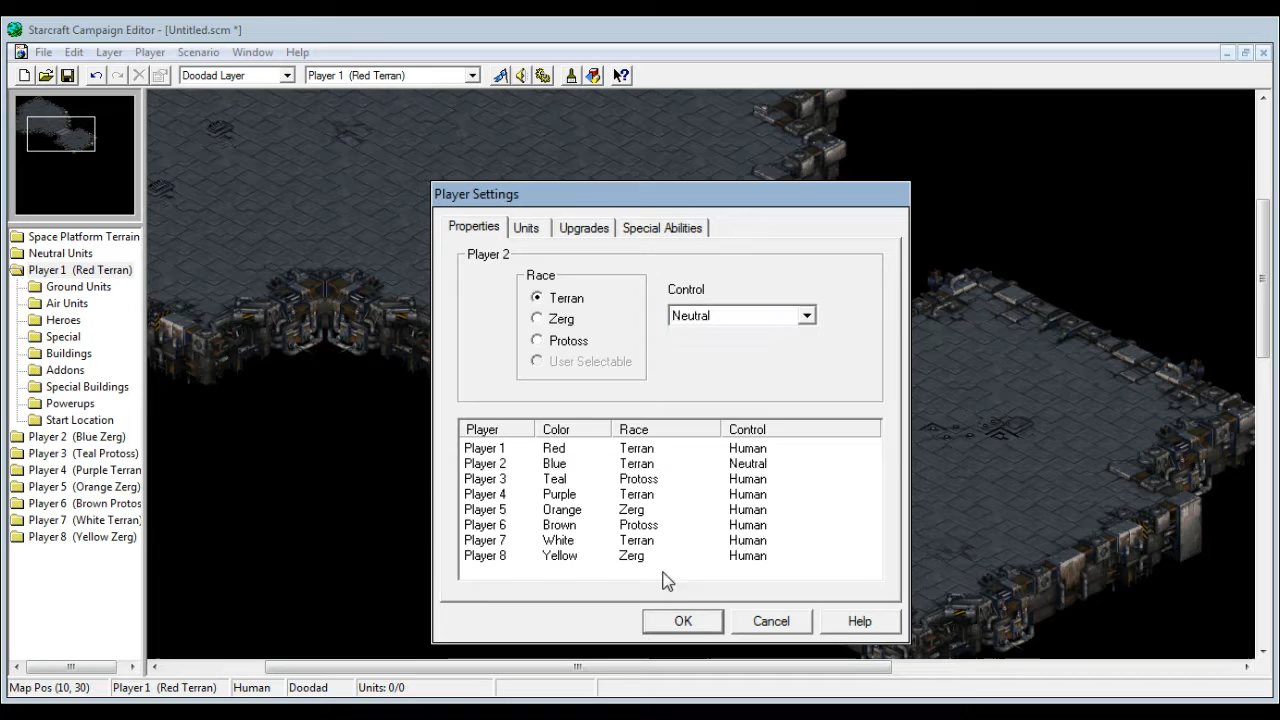 Starcraft Campaign Editor - [Untitled.scm *]
File Edit Layer Player Scenario Window Help
Doodad Layer Player 1 (Red Terran)
Space Platform Terrain
Neutral Units
Player 1 (Red Terran)
Ground Units
Air Units
Heroes
Special
Buildings
Addons
Special Buildings
Powerups
Start Location
Player 2 (Blue Zerg)
Player 3 (Teal Protoss)
Player 4 (Purple Terran
Player 5 (Orange Zerg)
Player 6 (Brown Protos
Player 7 (White Terran)
Player 8 (Yellow Zerg)
Player Settings
Properties Units Upgrades Special Abilities
Player 2
Race
Terran
Zerg
Protoss
User Selectable
Control
Neutral
Player Color Race Control
Player 1 Red Terran Human
Player 2 Blue Terran Neutral
Player 3 Teal Protoss Human
Player 4 Purple Terran Human
Player 5 Orange Zerg Human
Player 6 Brown Protoss Human
Player 7 White Terran Human
Player 8 Yellow Zerg Human
OK Cancel Help
Map Pos (10, 30) Player 1 (Red Terran) Human Doodad Units: 0/0